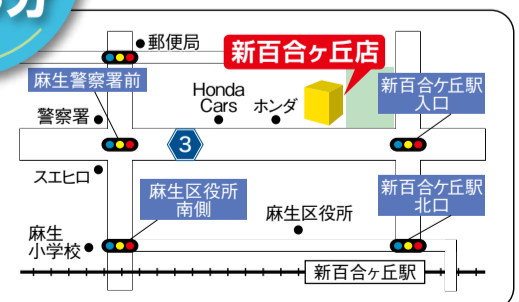 分
郵便局
新百合ヶ丘店
麻生警察署前
Honda
Cars
ホンダ
新百合ケ丘駅
入口
警察署
3
スエヒロ
麻生区役所
南側
新百合ケ丘駅
北口
麻生区役所
麻生
小学校
新百合ヶ丘駅